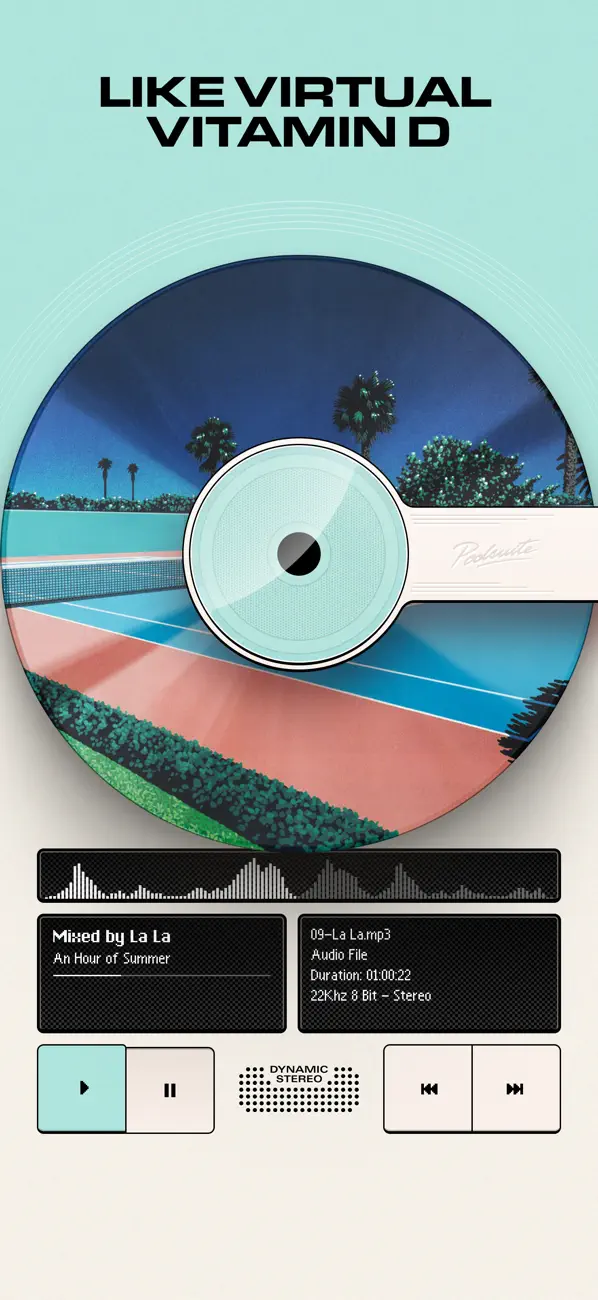 LIKE VIRTUAL
VITAMIN D
Poolsuite
Mixed by La La
An Hour of Summer
09-La La.mp3
Audio File
Duration: 01:00:22
22Khz 8 Bit - Stereo
DYNAMIC
STEREO